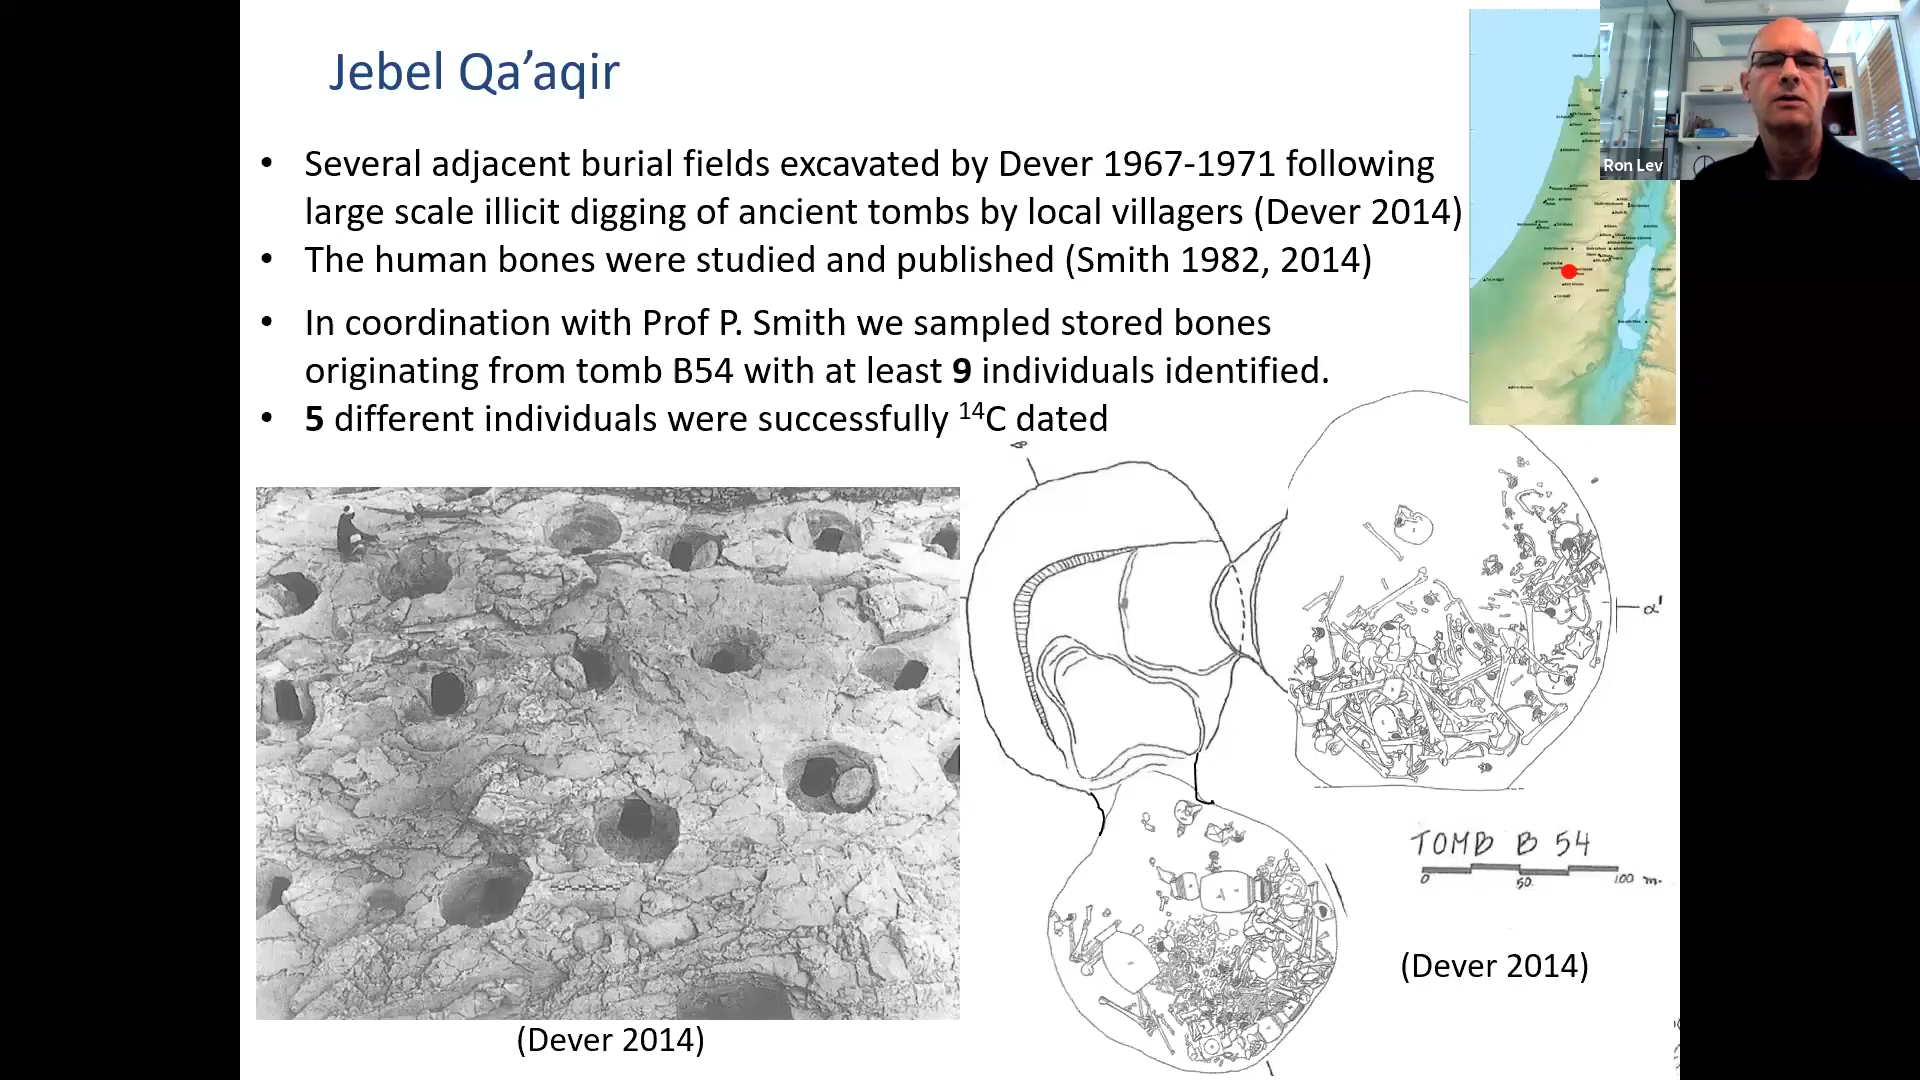 Jebel Qa’aqir
• Several adjacent burial fields excavated by Dever 1967-1971 following
large scale illicit digging of ancient tombs by local villagers (Dever 2014)
• The human bones were studied and published (Smith 1982, 2014)
• In coordination with Prof P. Smith we sampled stored bones
originating from tomb B54 with at least 9 individuals identified.
• 5 different individuals were successfully ¹⁴C dated
Ron Lev
α'
TOMB B 54
0 50 100 m.
(Dever 2014)
(Dever 2014)